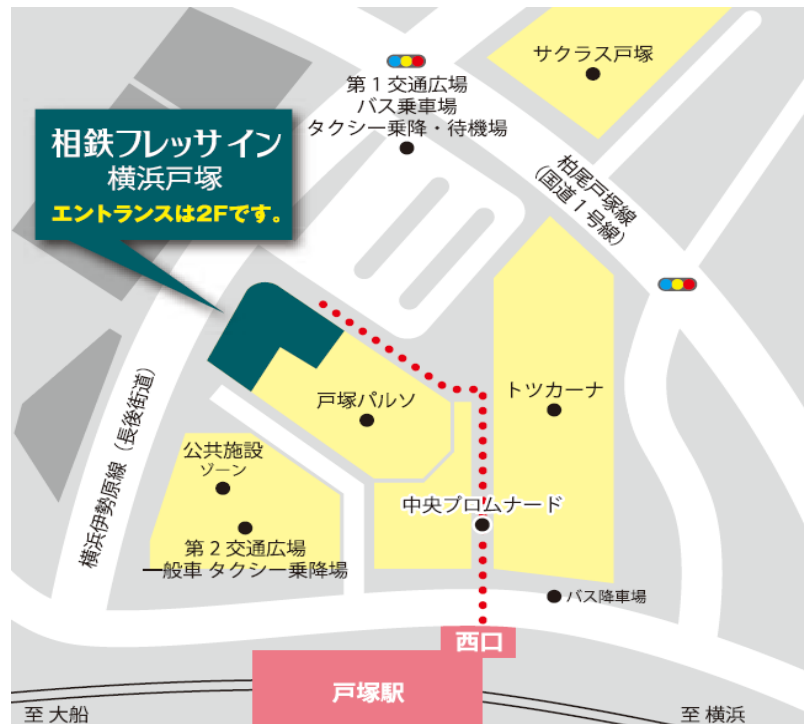 サクラス戸塚
第1交通広場
バス乗車場
タクシー乗降・待機場
相鉄フレッサイン
横浜戸塚
エントランスは2Fです。
柏尾戸塚線
(国道1号線)
戸塚パルソ
トツカーナ
横浜伊勢原線(長後街道)
公共施設
ゾーン
中央プロムナード
第2交通広場
一般車 タクシー乗降場
バス降車場
西口
戸塚駅
至 大船
至 横浜